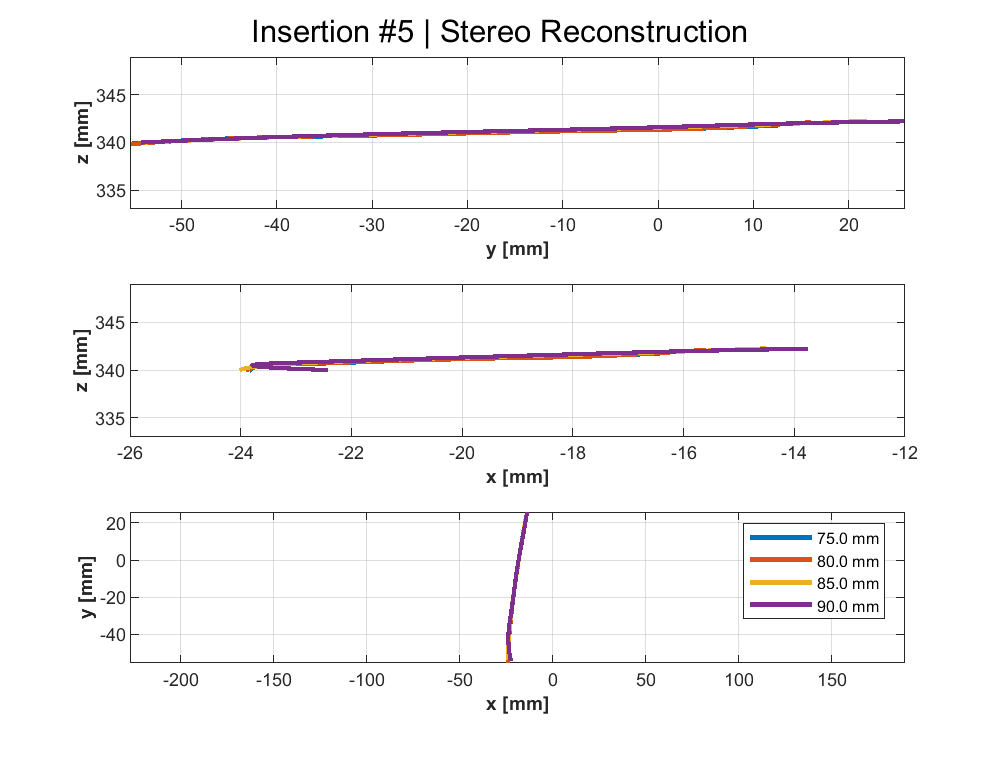 Insertion #5 | Stereo Reconstruction
345
340
335
z [mm]
-50 -40 -30 -20 -10 0 10 20
y [mm]
345
340
335
z [mm]
-26 -24 -22 -20 -18 -16 -14 -12
x [mm]
20
0
-20
-40
y [mm]
75.0 mm
80.0 mm
85.0 mm
90.0 mm
-200 -150 -100 -50 0 50 100 150
x [mm]